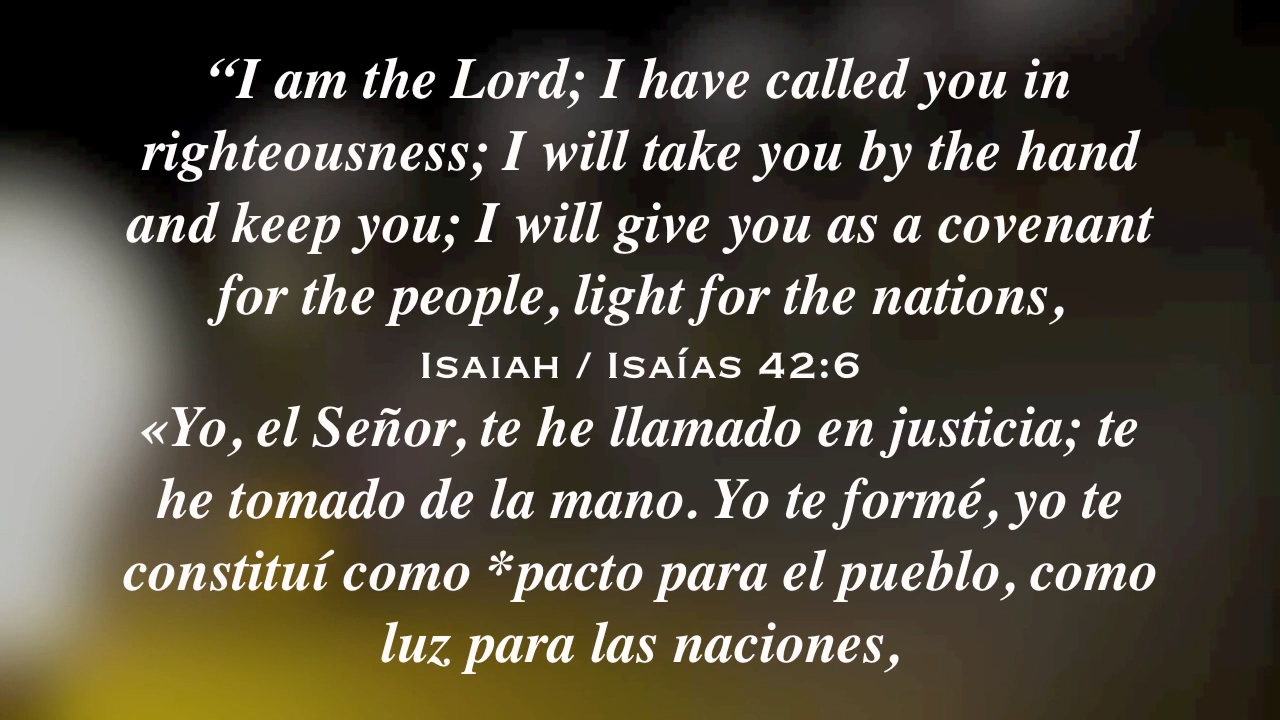 “I am the Lord; I have called you in
righteousness; I will take you by the hand
and keep you; I will give you as a covenant
for the people, light for the nations,
Isaiah / Isaías 42:6
«Yo, el Señor, te he llamado en justicia; te
he tomado de la mano. Yo te formé, yo te
constituí como *pacto para el pueblo, como
luz para las naciones,